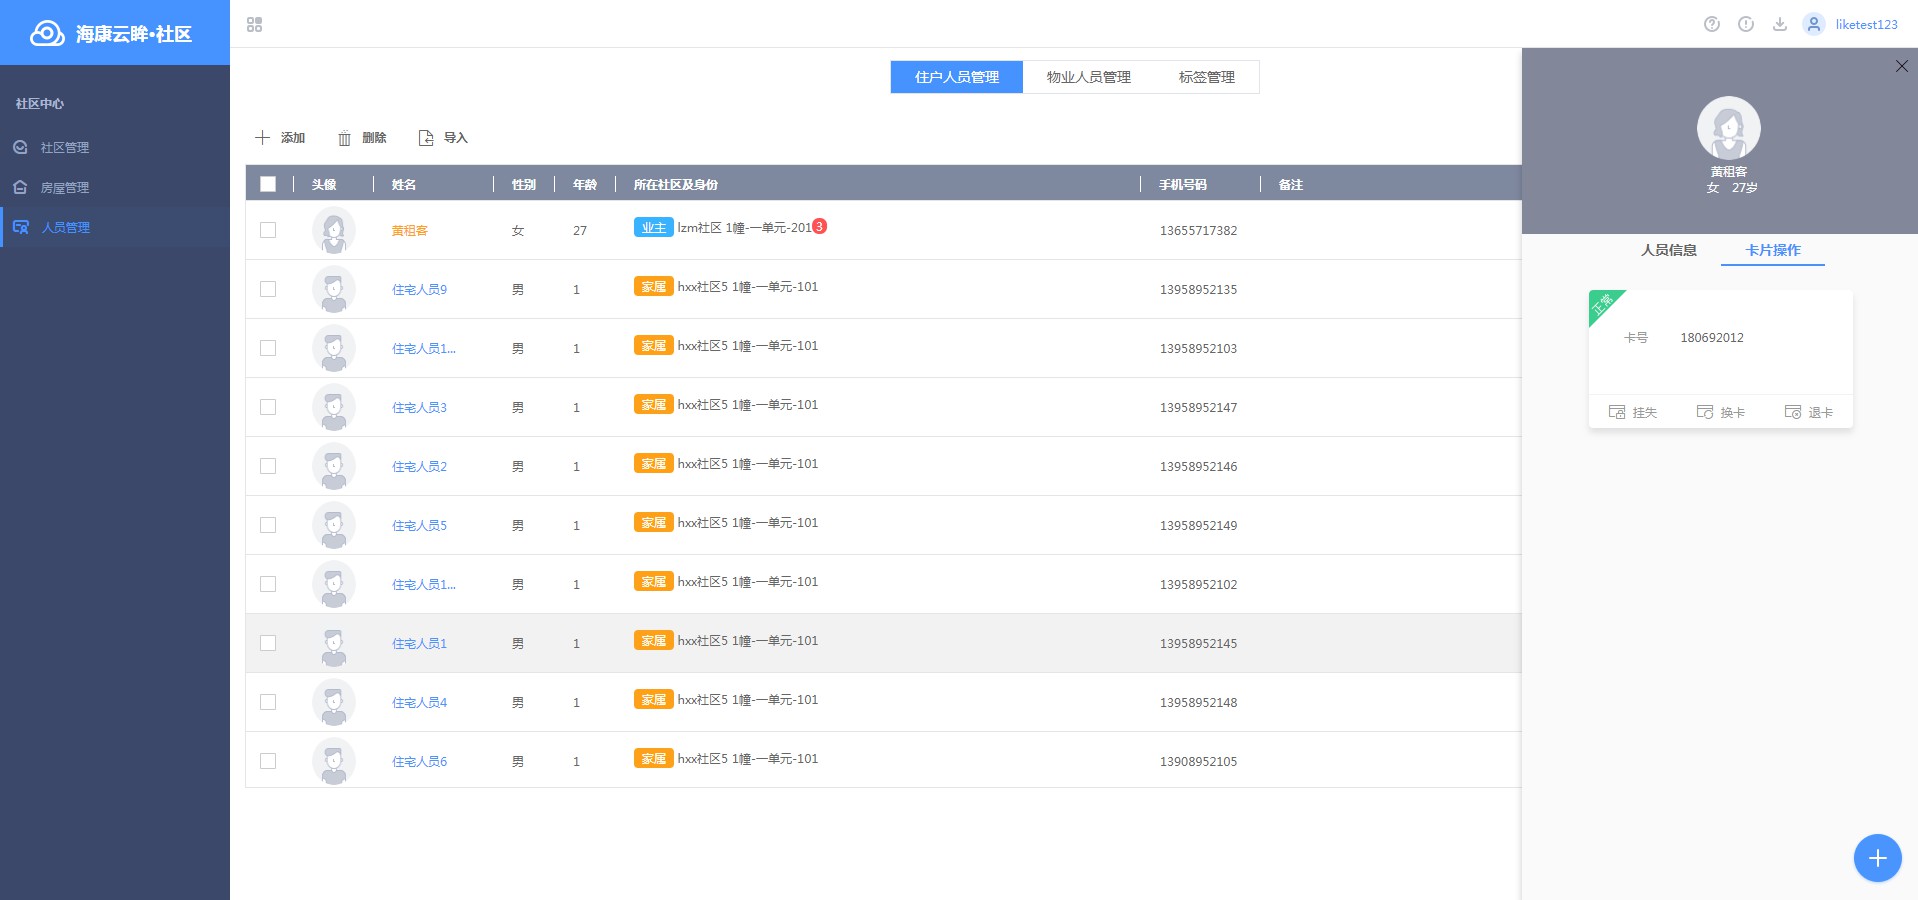 海康云眸·社区
liketest123
社区中心
社区管理
房屋管理
人员管理
住户人员管理 物业人员管理 标签管理
添加 删除 导入
头像 姓名 性别 年龄 所在社区及身份 手机号码 备注
黄租客 女 27 业主 lzm社区 1幢-一单元-201 3 13655717382
住宅人员9 男 1 家属 hxx社区5 1幢-一单元-101 13958952135
住宅人员1... 男 1 家属 hxx社区5 1幢-一单元-101 13958952103
住宅人员3 男 1 家属 hxx社区5 1幢-一单元-101 13958952147
住宅人员2 男 1 家属 hxx社区5 1幢-一单元-101 13958952146
住宅人员5 男 1 家属 hxx社区5 1幢-一单元-101 13958952149
住宅人员1... 男 1 家属 hxx社区5 1幢-一单元-101 13958952102
住宅人员1 男 1 家属 hxx社区5 1幢-一单元-101 13958952145
住宅人员4 男 1 家属 hxx社区5 1幢-一单元-101 13958952148
住宅人员6 男 1 家属 hxx社区5 1幢-一单元-101 13908952105
黄租客
女 27岁
人员信息 卡片操作
正常
卡号 180692012
挂失 换卡 退卡